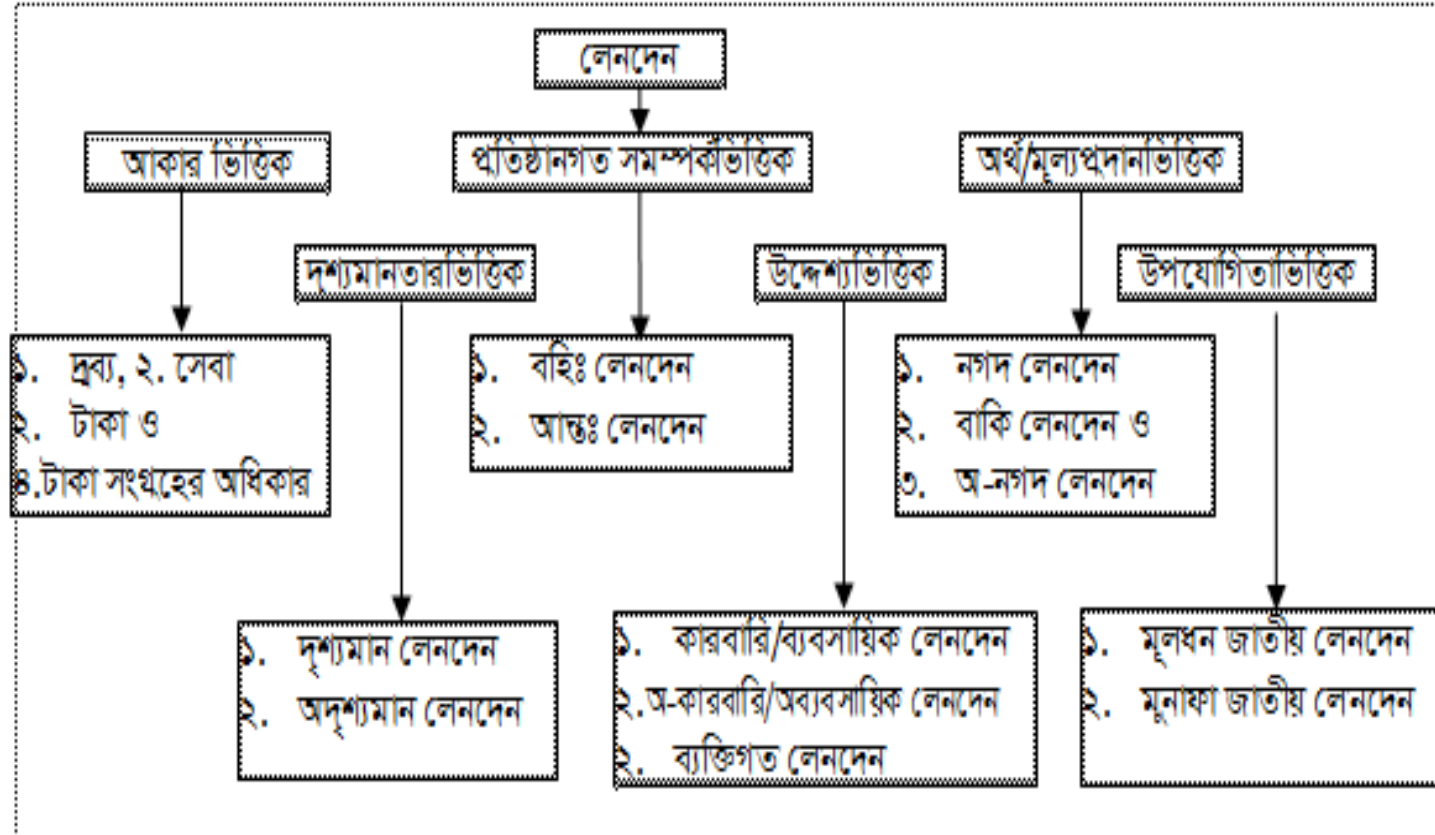 লেনদেন
আকার ভিত্তিক
প্রতিষ্ঠানগত সমম্পর্কভিত্তিক
অর্থ/মূল্যপ্রদানভিত্তিক
দৃশ্যমানতারভিত্তিক
উদ্দেশ্যভিত্তিক
উপযোগিতাভিত্তিক
১. দ্রব্য, ২. সেবা
২. টাকা ও
৪.টাকা সংগ্রহের অধিকার
১. বহিঃ লেনদেন
২. আন্তঃ লেনদেন
১. নগদ লেনদেন
২. বাকি লেনদেন ও
৩. অ-নগদ লেনদেন
১. দৃশ্যমান লেনদেন
২. অদৃশ্যমান লেনদেন
১. কারবারি/ব্যবসায়িক লেনদেন
২.অ-কারবারি/অব্যবসায়িক লেনদেন
২. ব্যক্তিগত লেনদেন
১. মূলধন জাতীয় লেনদেন
২. মুনাফা জাতীয় লেনদেন